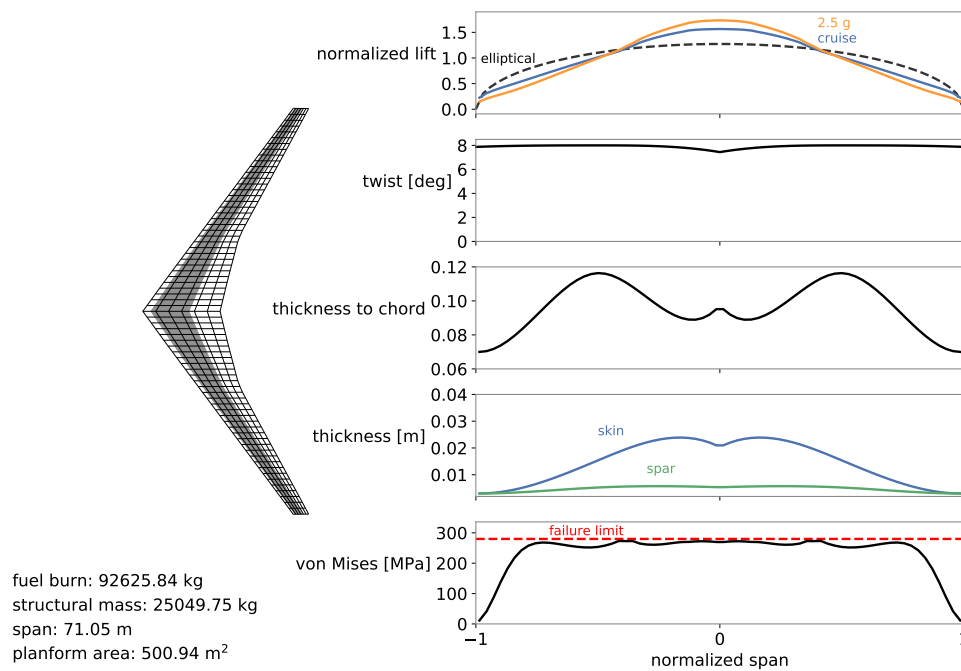 normalized lift
1.5
1.0
0.5
0.0
elliptical
2.5 g
cruise
twist [deg]
8
6
4
2
0
thickness to chord
0.12
0.10
0.08
0.06
thickness [m]
0.04
0.03
0.02
0.01
skin
spar
von Mises [MPa]
300
200
100
0
failure limit
−1
0
normalized span
fuel burn: 92625.84 kg
structural mass: 25049.75 kg
span: 71.05 m
planform area: 500.94 m²